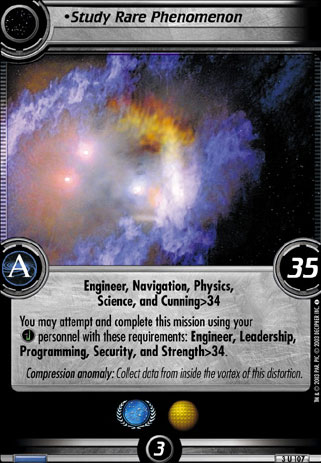 •Study Rare Phenomenon
A
35
Engineer, Navigation, Physics,
Science, and Cunning>34
You may attempt and complete this mission using your
personnel with these requirements: Engineer, Leadership,
Programming, Security, and Strength>34.
Compression anomaly: Collect data from inside the vortex of this distortion.
3
3 U 107